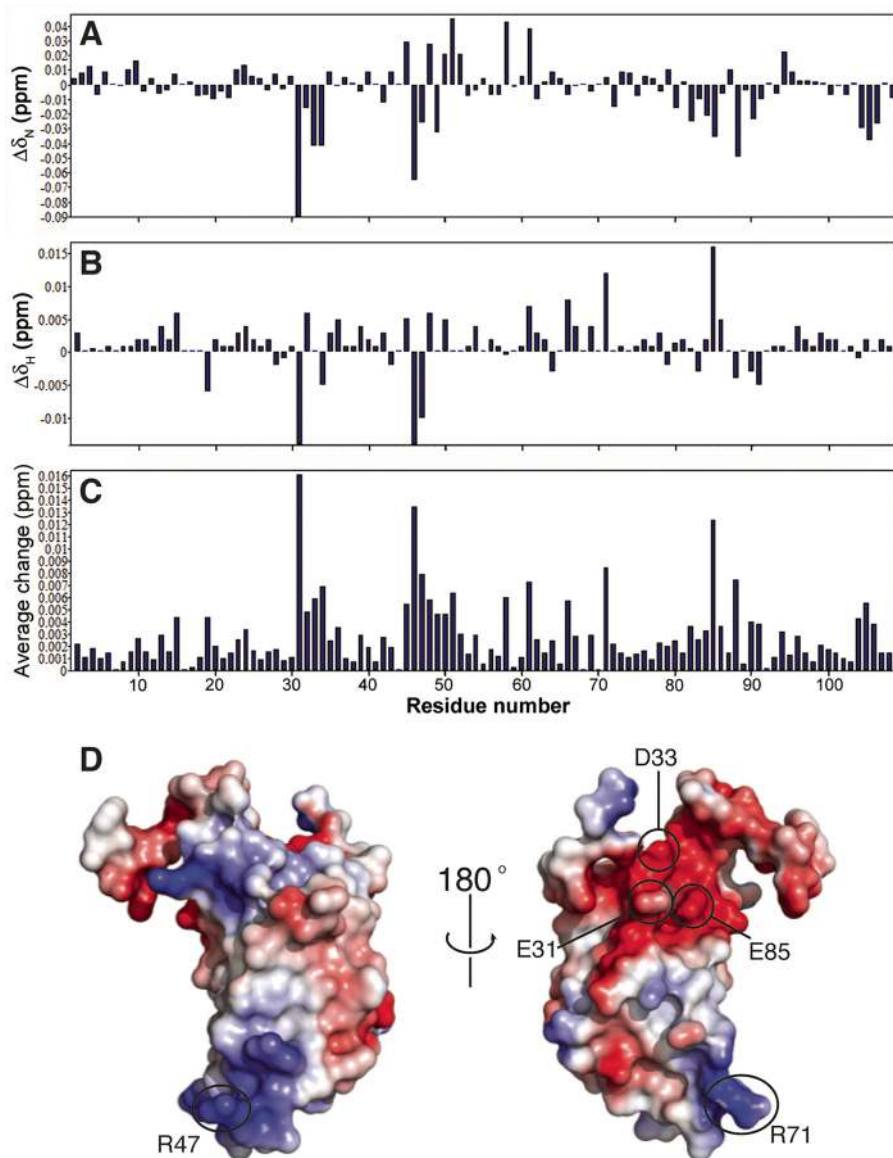 A
Δδ_N (ppm)
0.04
0.03
0.02
0.01
0
-0.01
-0.02
-0.03
-0.04
-0.05
-0.06
-0.07
-0.08
-0.09
B
Δδ_H (ppm)
0.015
0.01
0.005
0
-0.005
-0.01
C
Average change (ppm)
0.016
0.015
0.014
0.013
0.012
0.011
0.01
0.009
0.008
0.007
0.006
0.005
0.004
0.003
0.002
0.001
0
10 20 30 40 50 60 70 80 90 100
Residue number
D
D33
180°
E31
E85
R47
R71